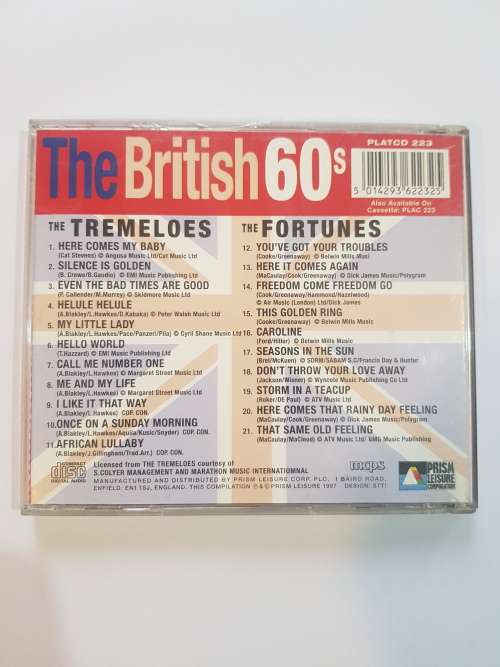 The British 60s
PLATCD 223
5 014293 622325
Also Available On
Cassette: PLAC 223
THE TREMELOES
1. HERE COMES MY BABY
(Cat Stevens) © Angusa Music Ltd/Cat Music Ltd
2. SILENCE IS GOLDEN
(B. Crewe/B.Gaudio) © EMI Music Publishing Ltd
3. EVEN THE BAD TIMES ARE GOOD
(P. Callender/M.Murrey) © Skidmore Music Ltd
4. HELULE HELULE
(A.Blakley/L.Hawkes/D.Kabaka) © Peter Walsh Music Ltd
5. MY LITTLE LADY
(A.Blakley/L.Hawkes/Pace/Panzeri/Pila) © Cyril Shane Music Ltd
6. HELLO WORLD
(T.Hazzard) © EMI Music Publishing Ltd
7. CALL ME NUMBER ONE
(A.Blakley/L.Hawkes) © Margaret Street Music Ltd
8. ME AND MY LIFE
(A.Blakley/L.Hawkes) © Margaret Street Music Ltd
9. I LIKE IT THAT WAY
(A.Blakley/L.Hawkes) COP. CON.
10. ONCE ON A SUNDAY MORNING
(A.Blakley/L.Hawkes/Aquila/Kusic/Snyder) COP. CON.
11. AFRICAN LULLABY
(A.Blakley/J.Gillingham/Trad.Arr.) COP. CON.
THE FORTUNES
12. YOU'VE GOT YOUR TROUBLES
(Cooke/Greenaway) © Belwin Mills Musi
13. HERE IT COMES AGAIN
(MaCaulay/Cook/Greenaway) © Dick James Music/Polygram
14. FREEDOM COME FREEDOM GO
(Cook/Greenaway/Hammond/Hazelwood)
© Air Music (London) Ltd/Dick James
15. THIS GOLDEN RING
(Cooke/Greenaway) © Belwin Mills Music
16. CAROLINE
(Ford/Hiller) © Belwin Mills Music
17. SEASONS IN THE SUN
(Brel/McKuen) © SDRM/SABAM S.C/Francis Day & Hunter
18. DON'T THROW YOUR LOVE AWAY
(Jackson/Wisner) © Wyncote Music Publishing Co Ltd
19. STORM IN A TEACUP
(Roker/DE Paul) © ATV Music Ltd
20. HERE COMES THAT RAINY DAY FEELING
(MaCaulay/Cook/Greenaway) © Dick James Music/Polygram
21. THAT SAME OLD FEELING
(MaCaulay/MaCloud) © ATV Music Ltd/ BMG Music Publishing
COMPACT
disc
DIGITAL AUDIO
LICENSED FROM THE TREMELOES courtesy of
S.COLYER MANAGEMENT AND MARATHON MUSIC INTERNATIOMNAL
MANUFACTURED AND DISTRIBUTED BY PRISM LEISURE CORP. PLC, 1 BAIRD ROAD,
ENFIELD. EN1 1SJ, ENGLAND. THIS COMPILATION ℗ & © PRISM LEISURE 1997 DESIGN: STT!
mcps
PRISM
LEISURE
CORPORATION